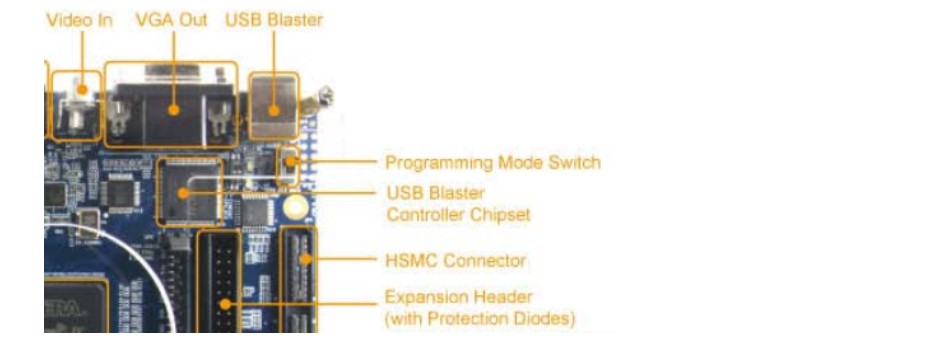 Video In
VGA Out
USB Blaster
Programming Mode Switch
USB Blaster
Controller Chipset
HSMC Connector
Expansion Header
(with Protection Diodes)